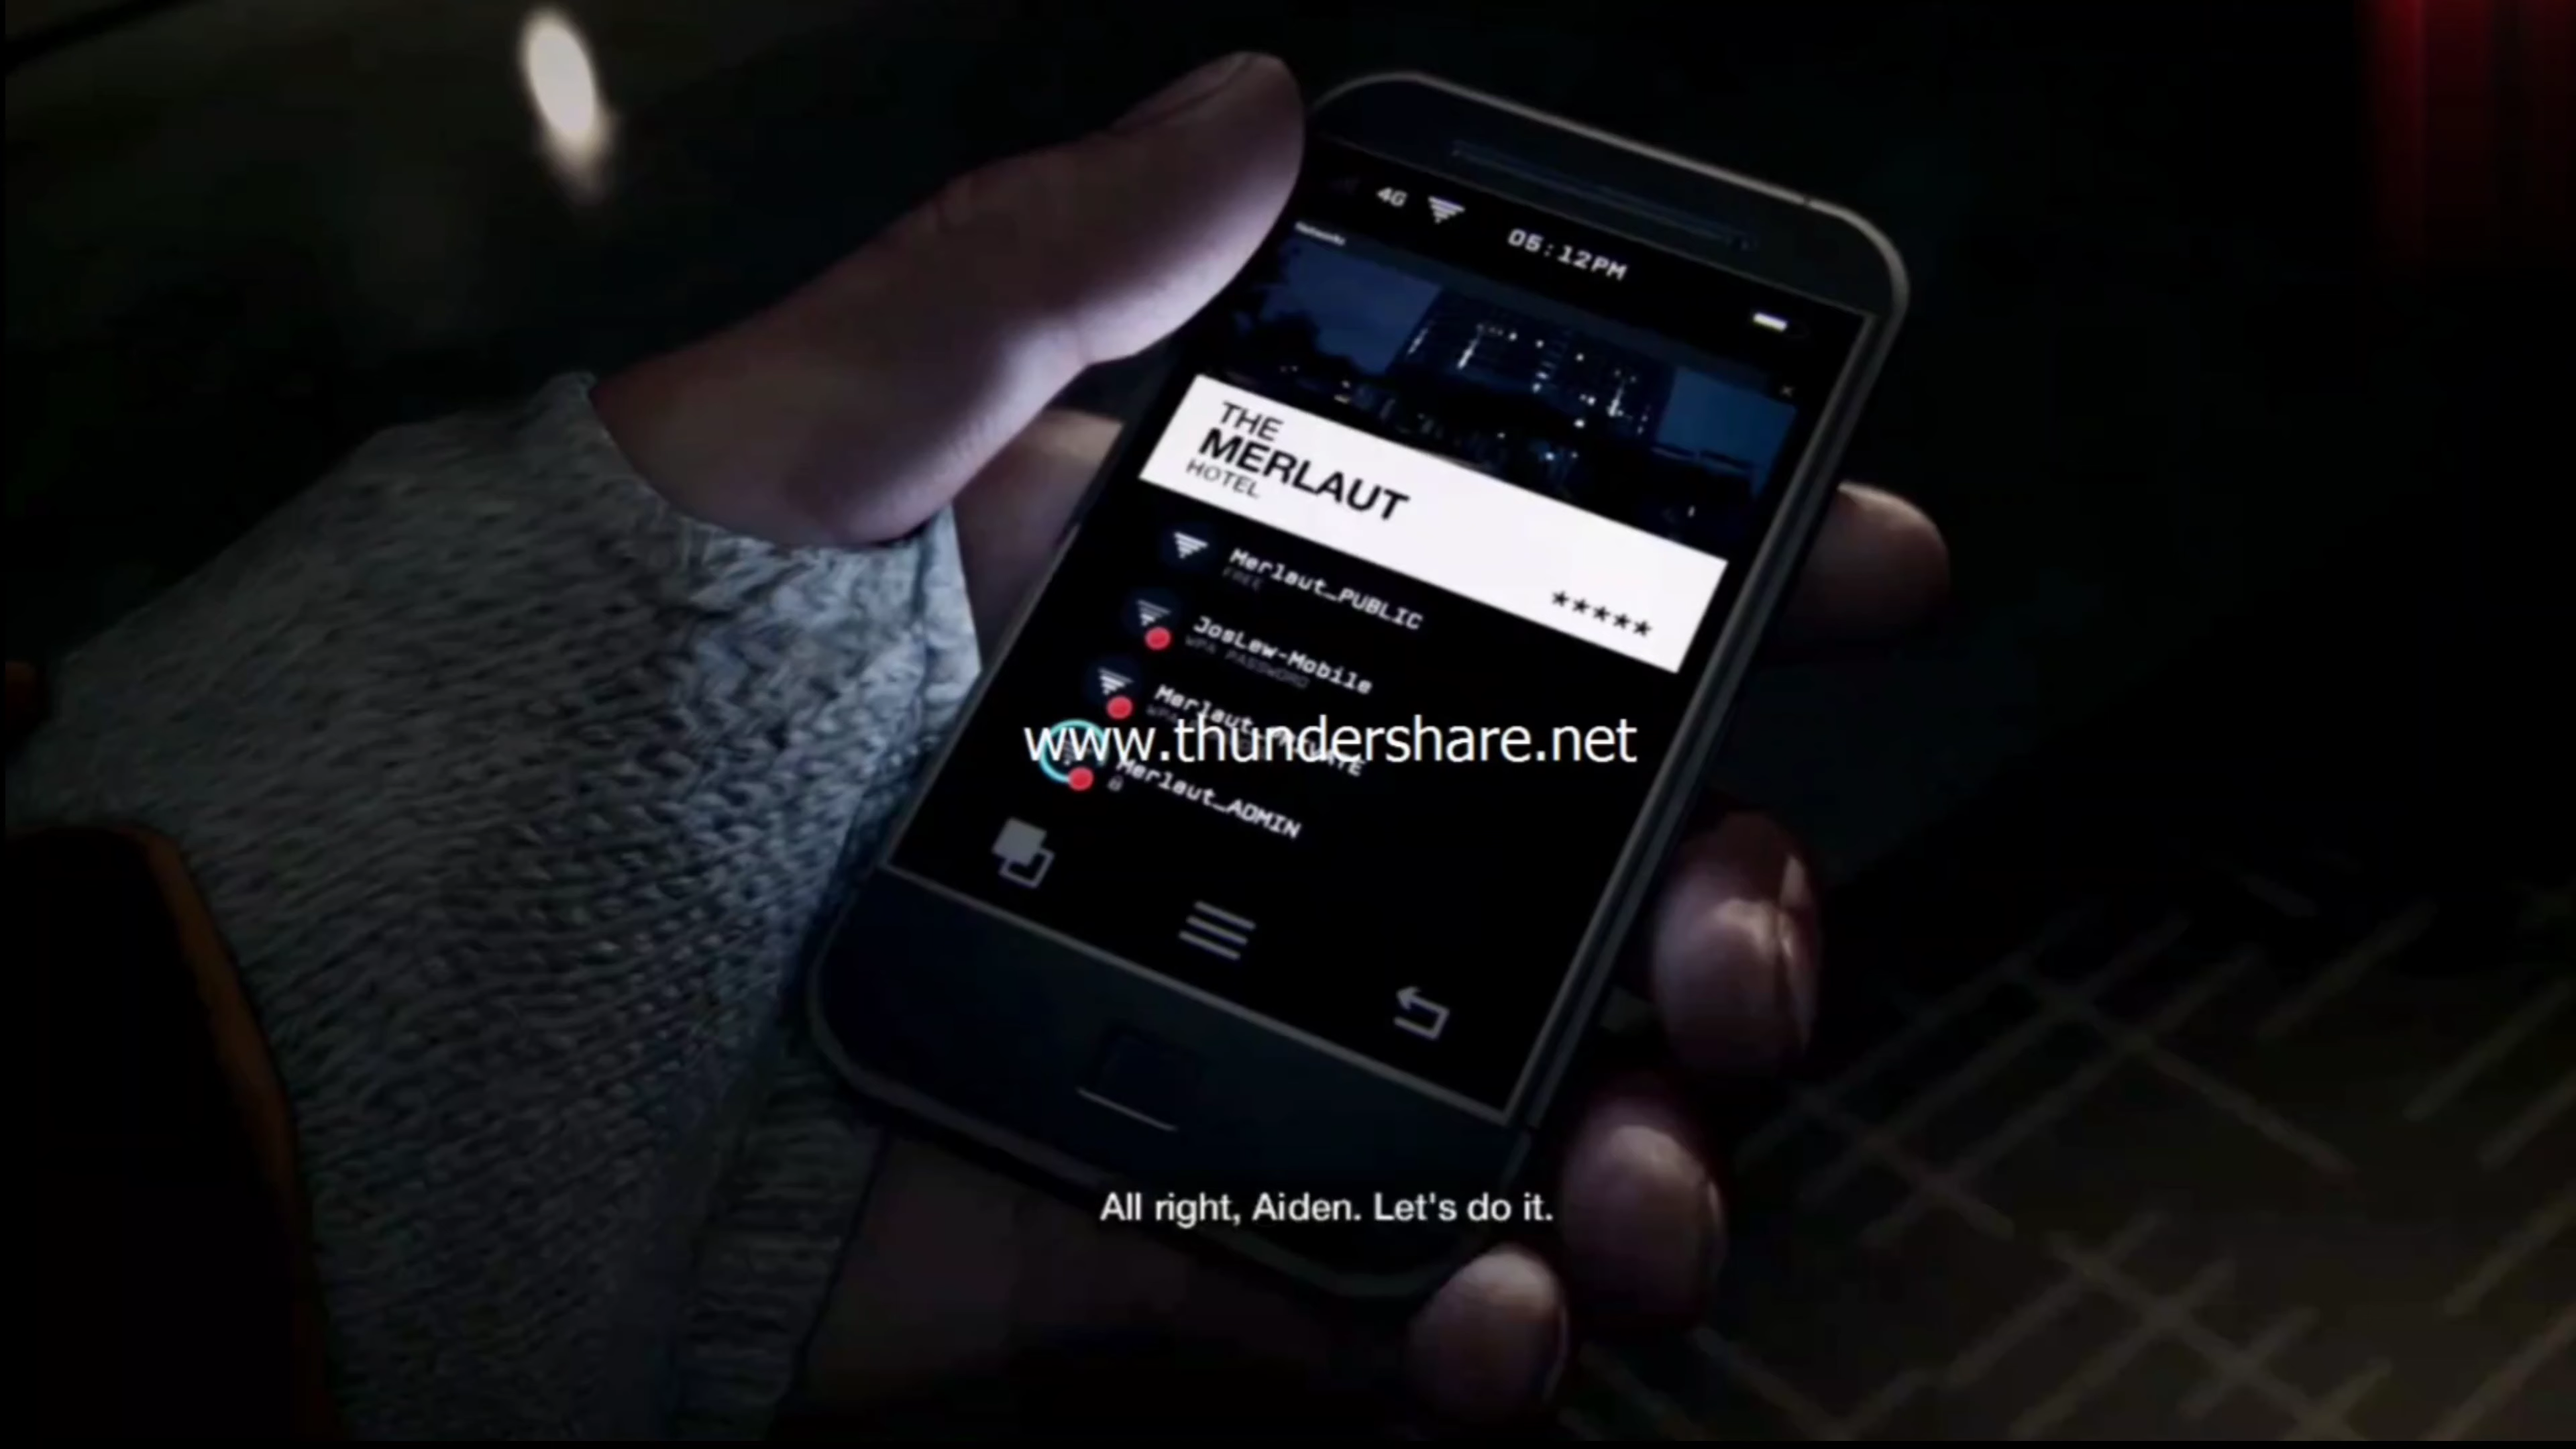 4G
05:12PM
Networks
THE
MERLAUT
HOTEL
*****
Merlaut_PUBLIC
FREE
JosLew-Mobile
WPA PASSWORD
www.thundershare.net
Merlaut_ADMIN
All right, Aiden. Let's do it.